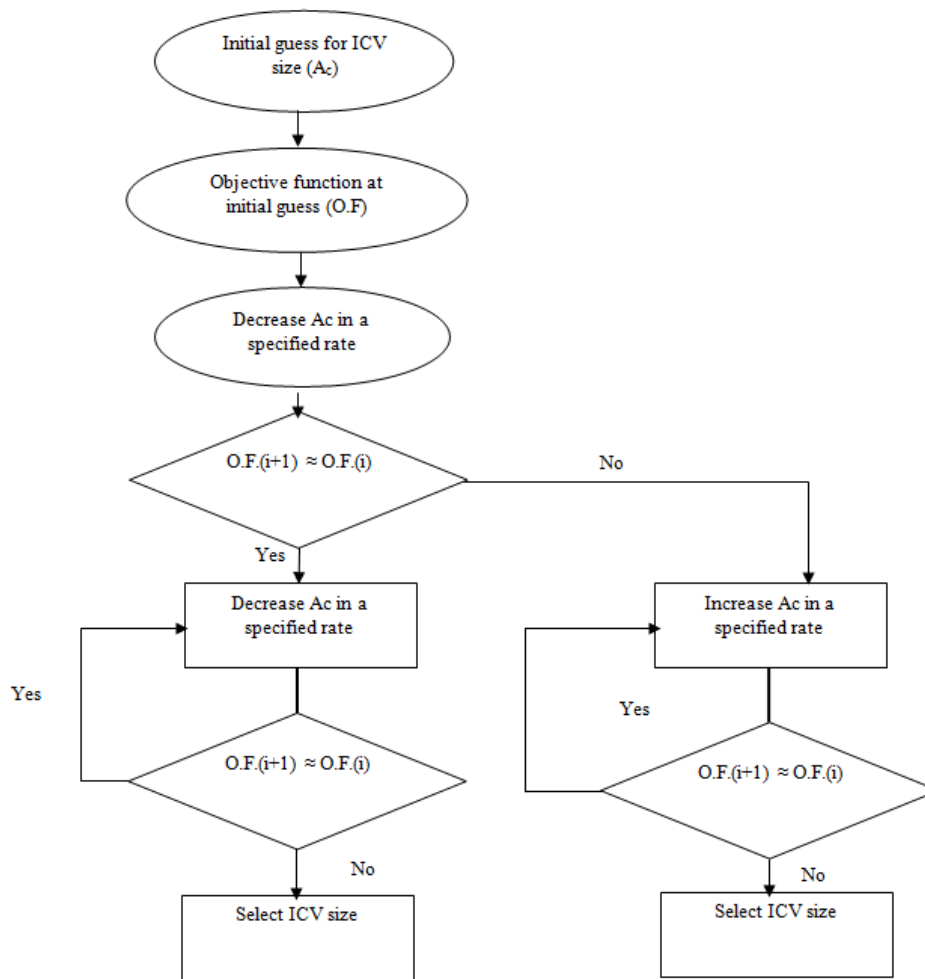 Initial guess for ICV
size (Ac)
Objective function at
initial guess (O.F)
Decrease Ac in a
specified rate
O.F.(i+1) ≈ O.F.(i)
No
Yes
Decrease Ac in a
specified rate
Increase Ac in a
specified rate
Yes
Yes
O.F.(i+1) ≈ O.F.(i)
O.F.(i+1) ≈ O.F.(i)
No
No
Select ICV size
Select ICV size